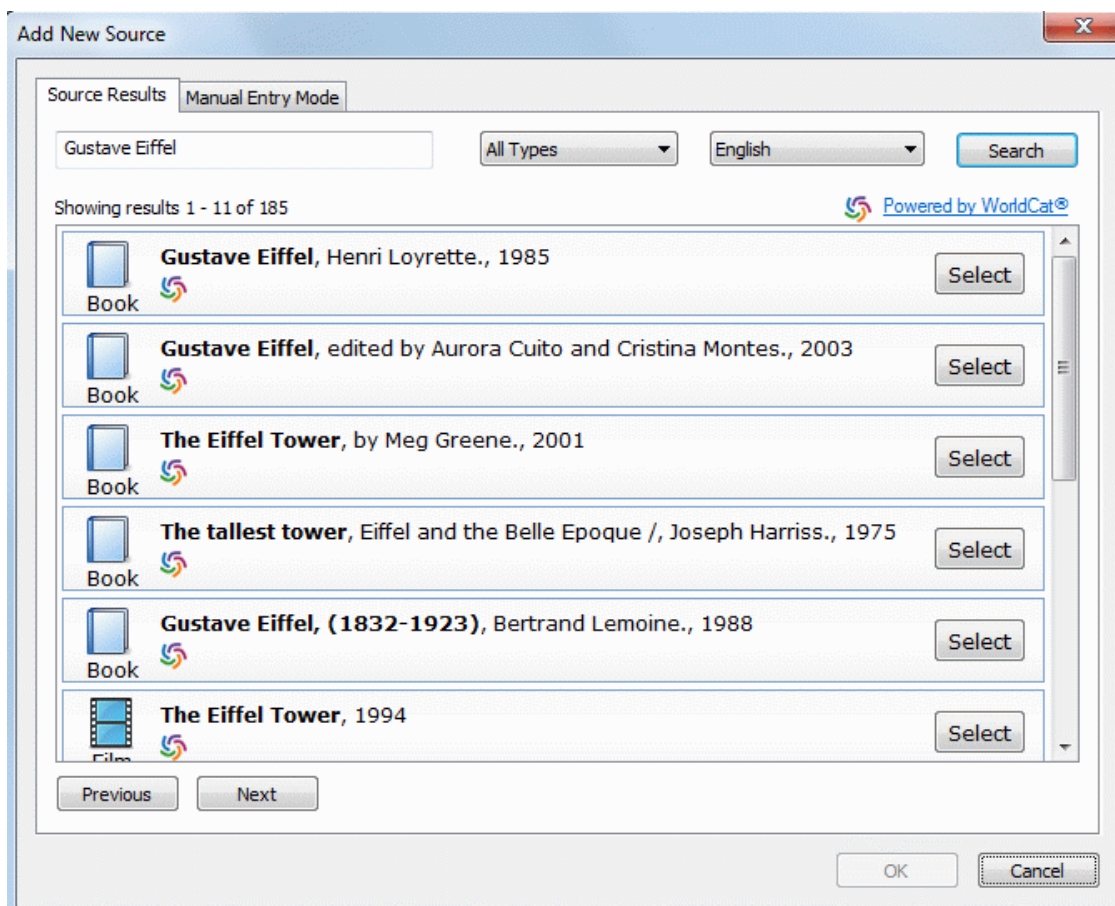 Add New Source
Source Results
Manual Entry Mode
Gustave Eiffel
All Types
English
Search
Showing results 1 - 11 of 185
Powered by WorldCat®
Gustave Eiffel, Henri Loyrette., 1985
Book
Select
Gustave Eiffel, edited by Aurora Cuito and Cristina Montes., 2003
Book
Select
The Eiffel Tower, by Meg Greene., 2001
Book
Select
The tallest tower, Eiffel and the Belle Epoque /, Joseph Harriss., 1975
Book
Select
Gustave Eiffel, (1832-1923), Bertrand Lemoine., 1988
Book
Select
The Eiffel Tower, 1994
Film
Select
Previous
Next
OK
Cancel